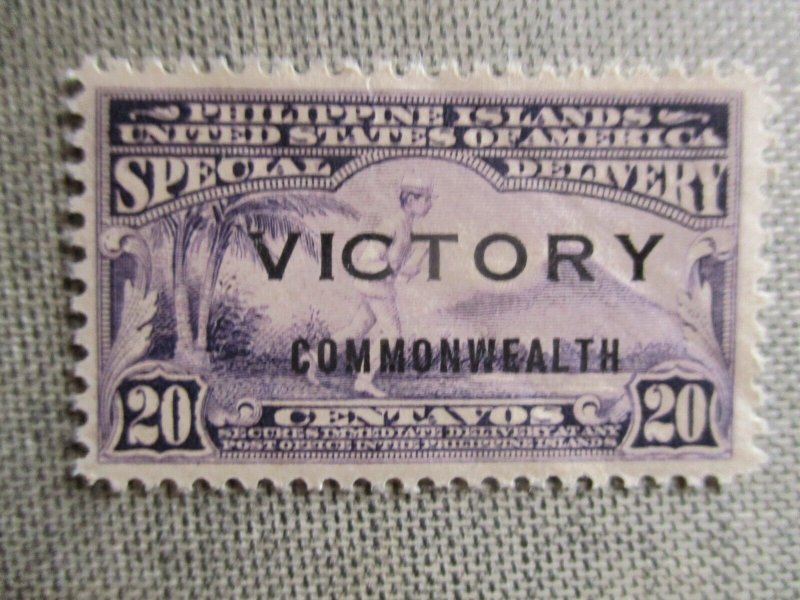 PHILIPPINE ISLANDS
UNITED STATES OF AMERICA
SPECIAL DELIVERY
VICTORY
COMMONWEALTH
20 CENTAVOS 20
SECURES IMMEDIATE DELIVERY AT ANY
POST OFFICE IN THE PHILIPPINE ISLANDS